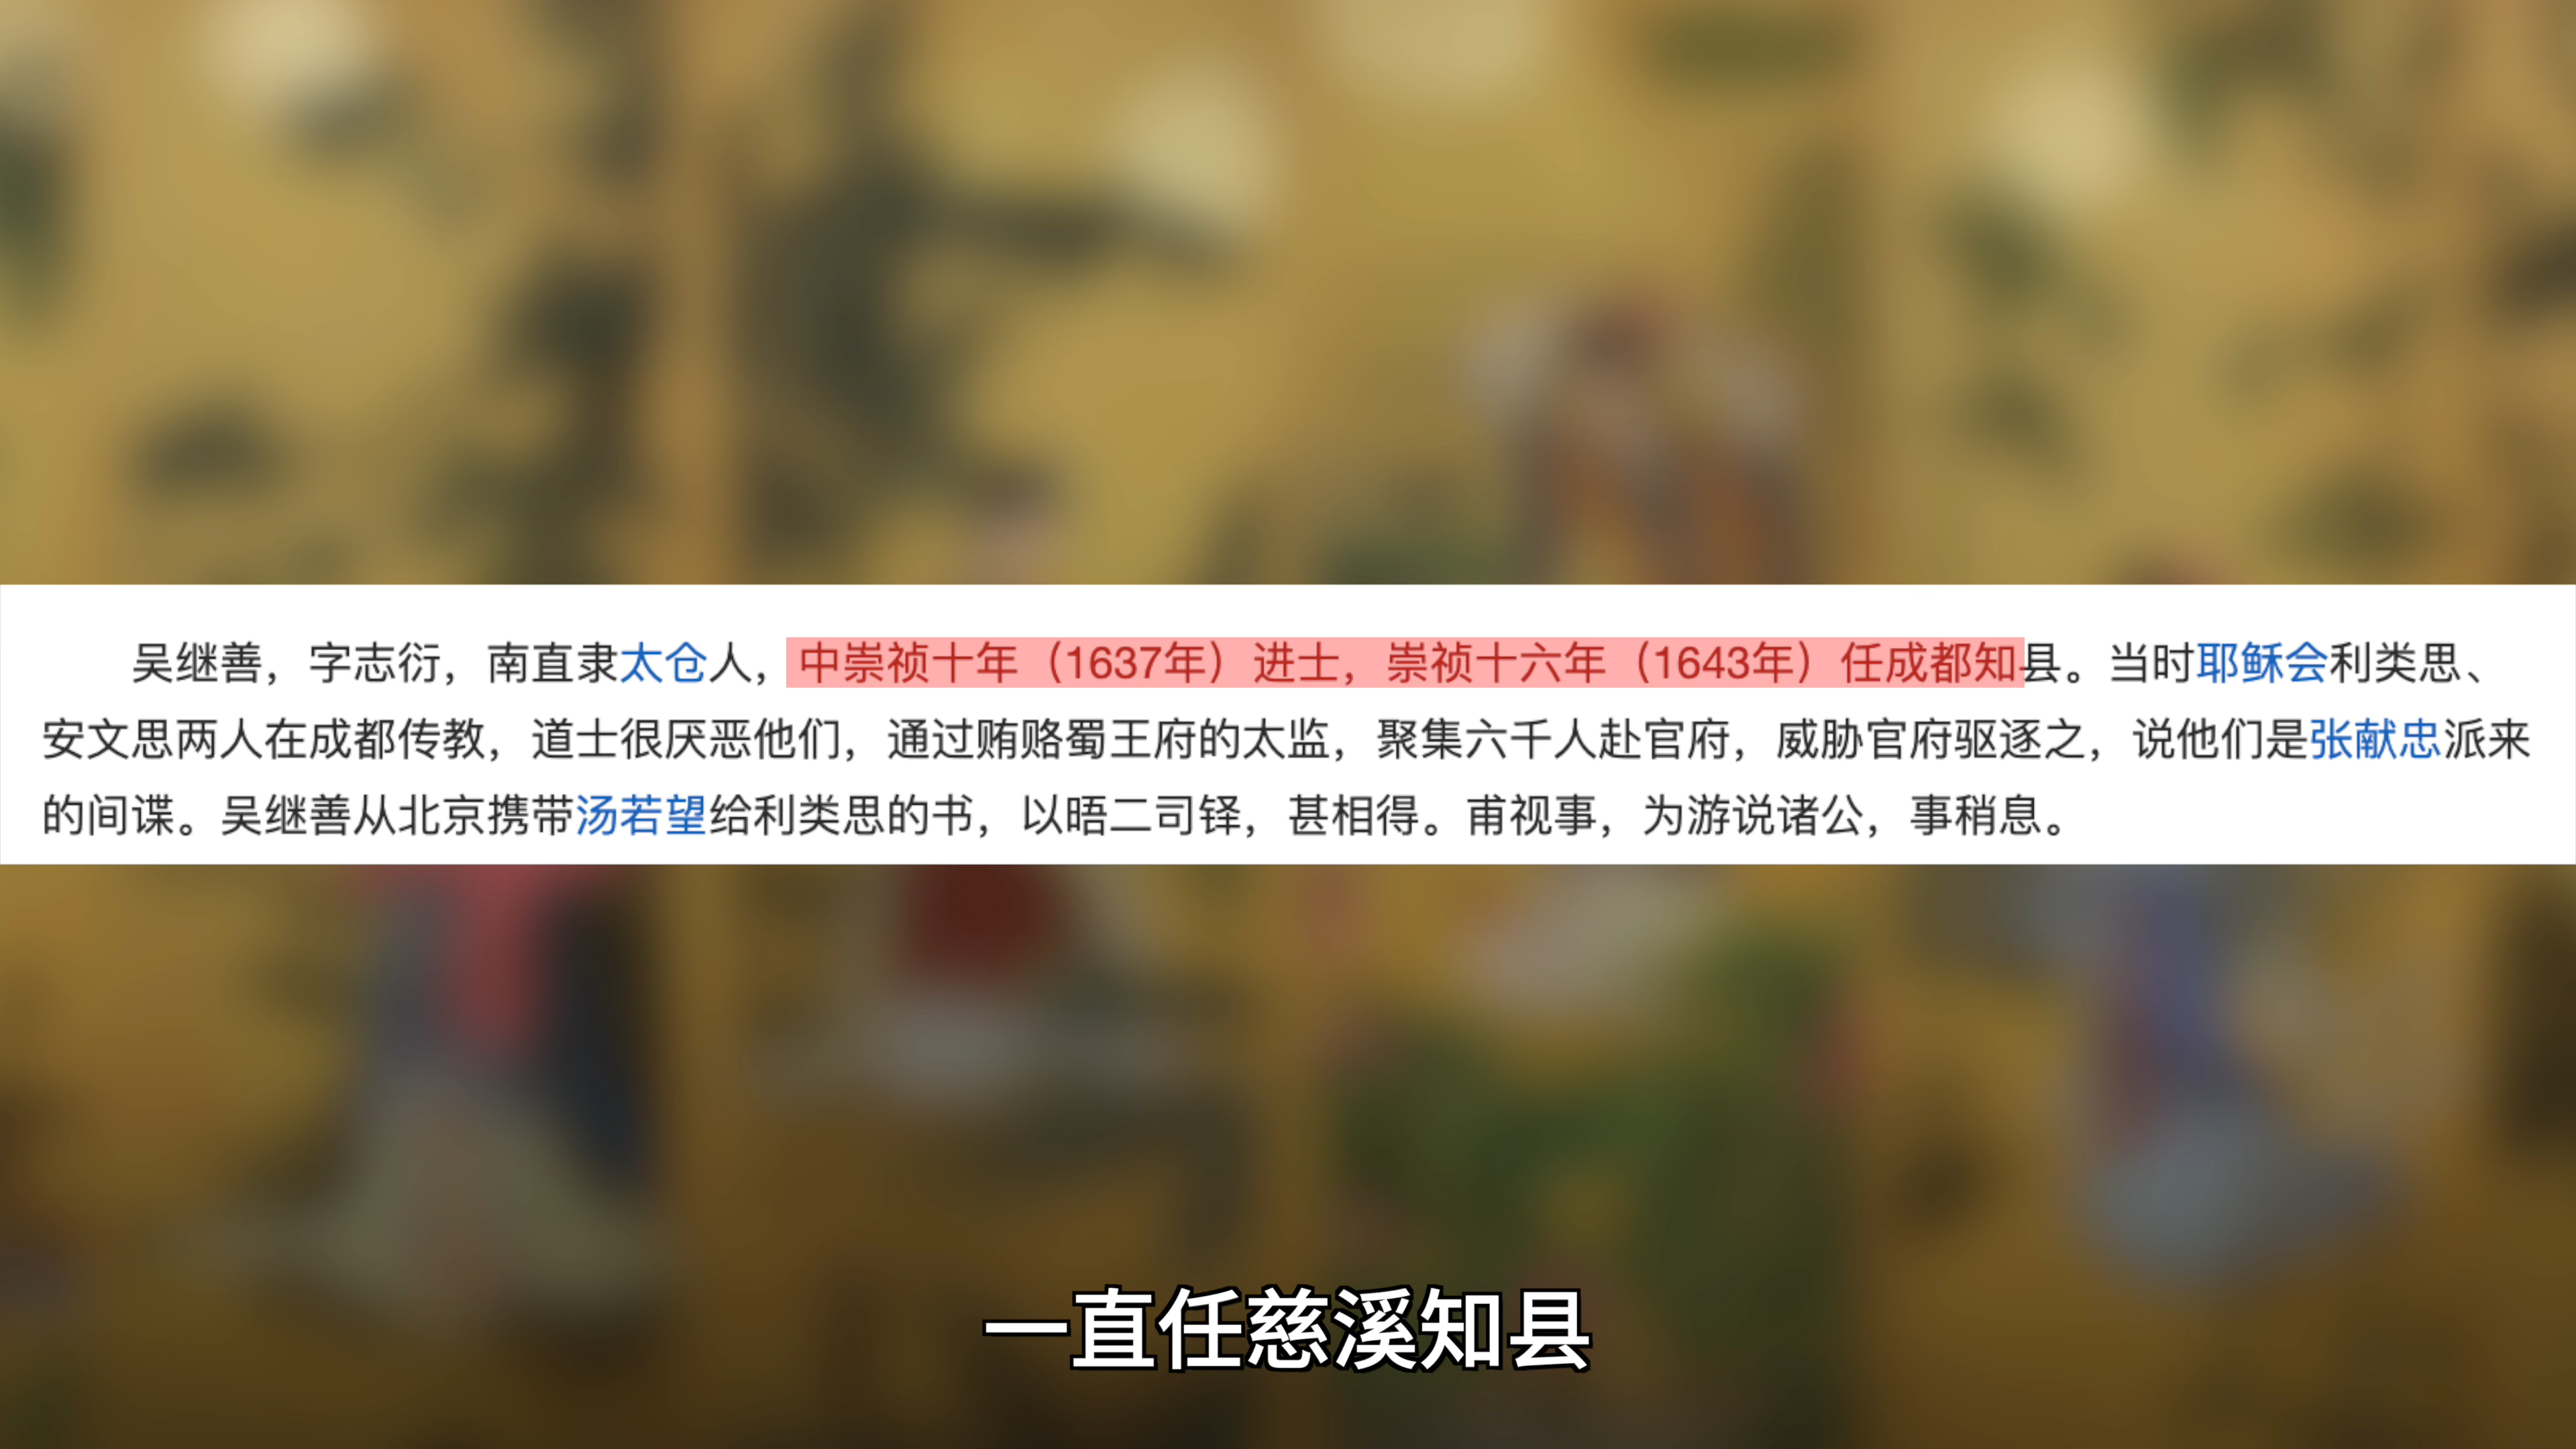 吴继善，字志衍，南直隶太仓人，中崇祯十年（1637年）进士，崇祯十六年（1643年）任成都知县。当时耶稣会利类思、
安文思两人在成都传教，道士很厌恶他们，通过贿赂蜀王府的太监，聚集六千人赴官府，威胁官府驱逐之，说他们是张献忠派来
的间谍。吴继善从北京携带汤若望给利类思的书，以晤二司铎，甚相得。甫视事，为游说诸公，事稍息。
一直任慈溪知县